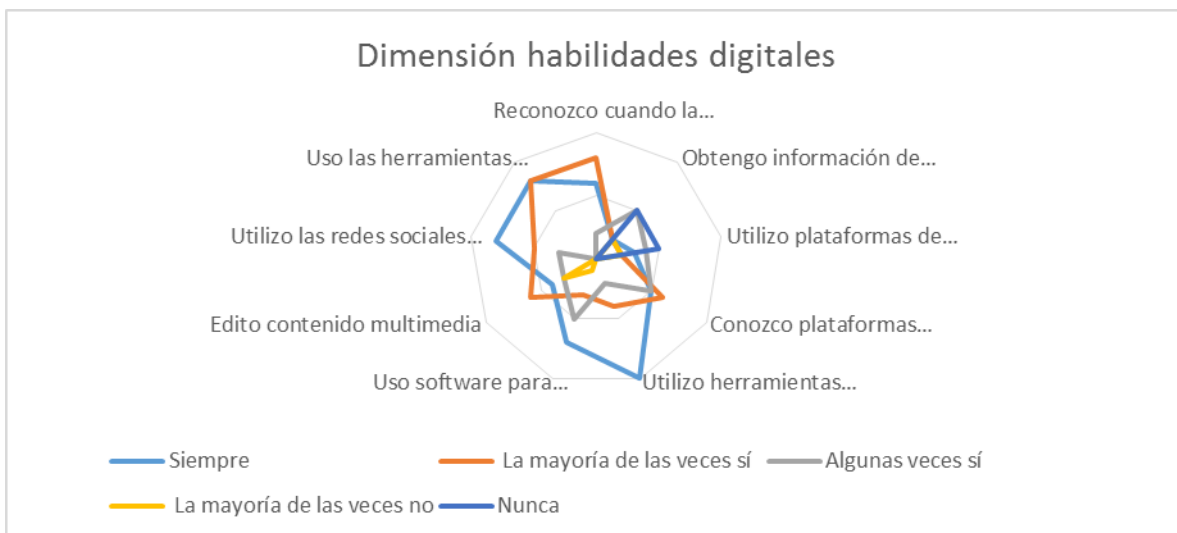 Dimensión habilidades digitales
Reconozco cuando la...
Uso las herramientas...
Obtengo información de...
Utilizo las redes sociales...
Utilizo plataformas de...
Edito contenido multimedia
Conozco plataformas...
Uso software para...
Utilizo herramientas...
Siempre
La mayoría de las veces sí
Algunas veces sí
La mayoría de las veces no
Nunca